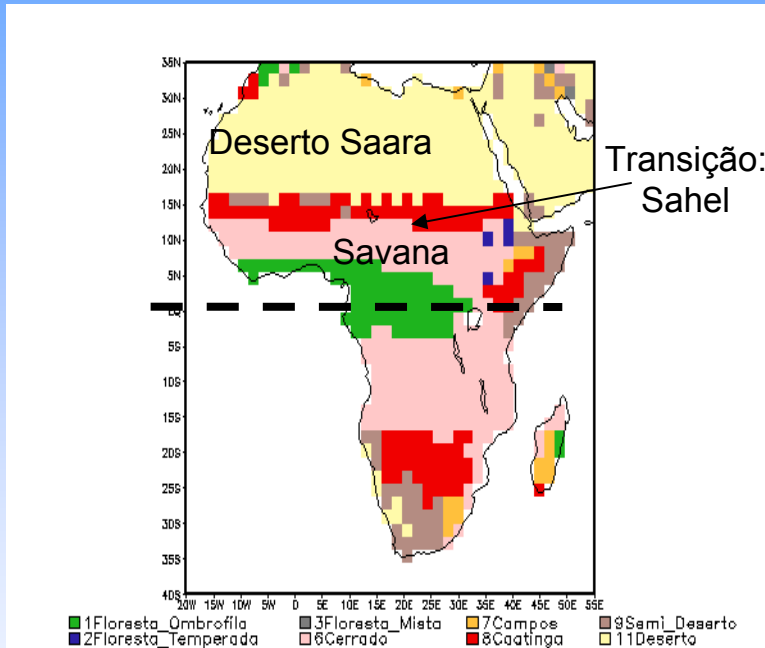 35N
30N
25N
20N
15N
10N
5N
5S
10S
15S
20S
25S
30S
35S
40S
Deserto Saara
Transição:
Sahel
Savana
20W 15W 10W 5W 0 5E 10E 15E 20E 25E 30E 35E 40E 45E 50E 55E
1Floresta_Ombrofila 3Floresta_Mista 7Campos 9Semi_Deserto
2Floresta_Temperada 6Cerrado 8Caatinga 11Deserto